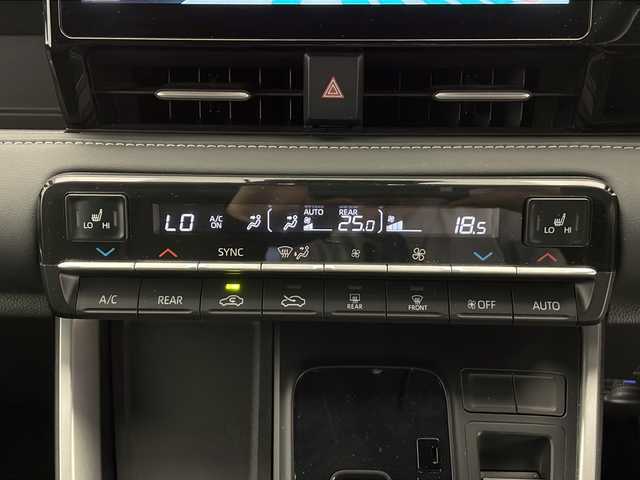 LO HI
LO A/C ON AUTO REAR 25.0 18.5
LO HI
SYNC
A/C REAR REAR FRONT OFF AUTO